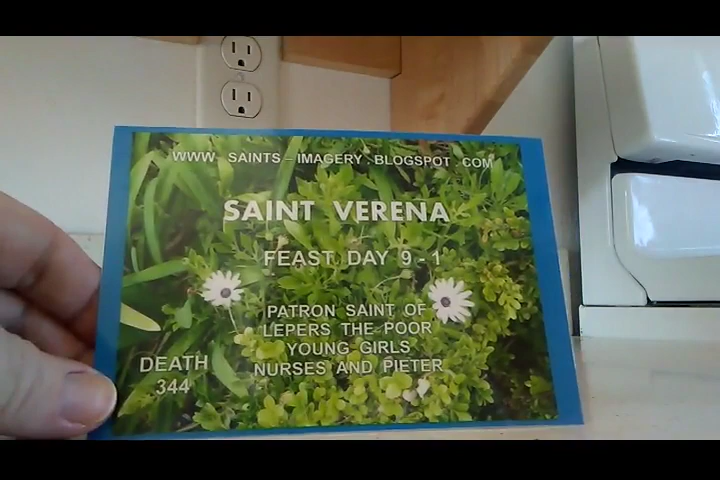 WWW . SAINTS - IMAGERY . BLOGSPOT . COM
SAINT VERENA
FEAST DAY 9 - 1
PATRON SAINT OF
LEPERS THE POOR
YOUNG GIRLS
NURSES AND PIETER
DEATH
344